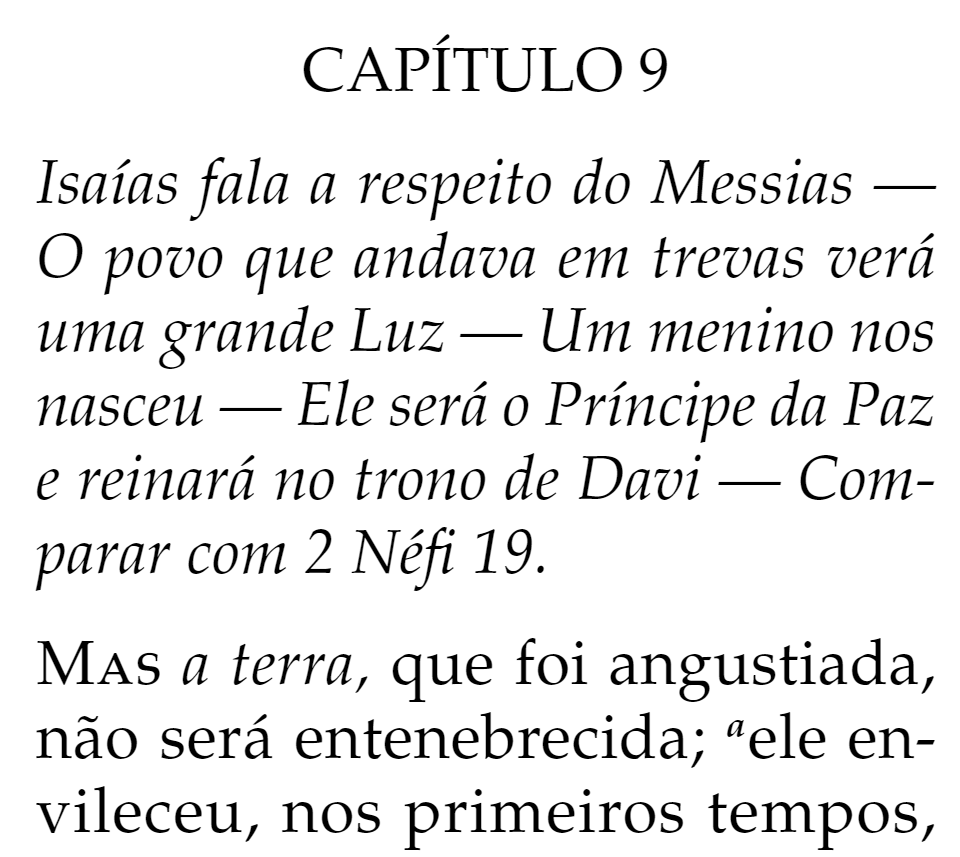 CAPÍTULO 9
Isaías fala a respeito do Messias —
O povo que andava em trevas verá
uma grande Luz — Um menino nos
nasceu — Ele será o Príncipe da Paz
e reinará no trono de Davi — Com-
parar com 2 Néfi 19.
Mas a terra, que foi angustiada,
não será entenebrecida; ᵃele en-
vileceu, nos primeiros tempos,